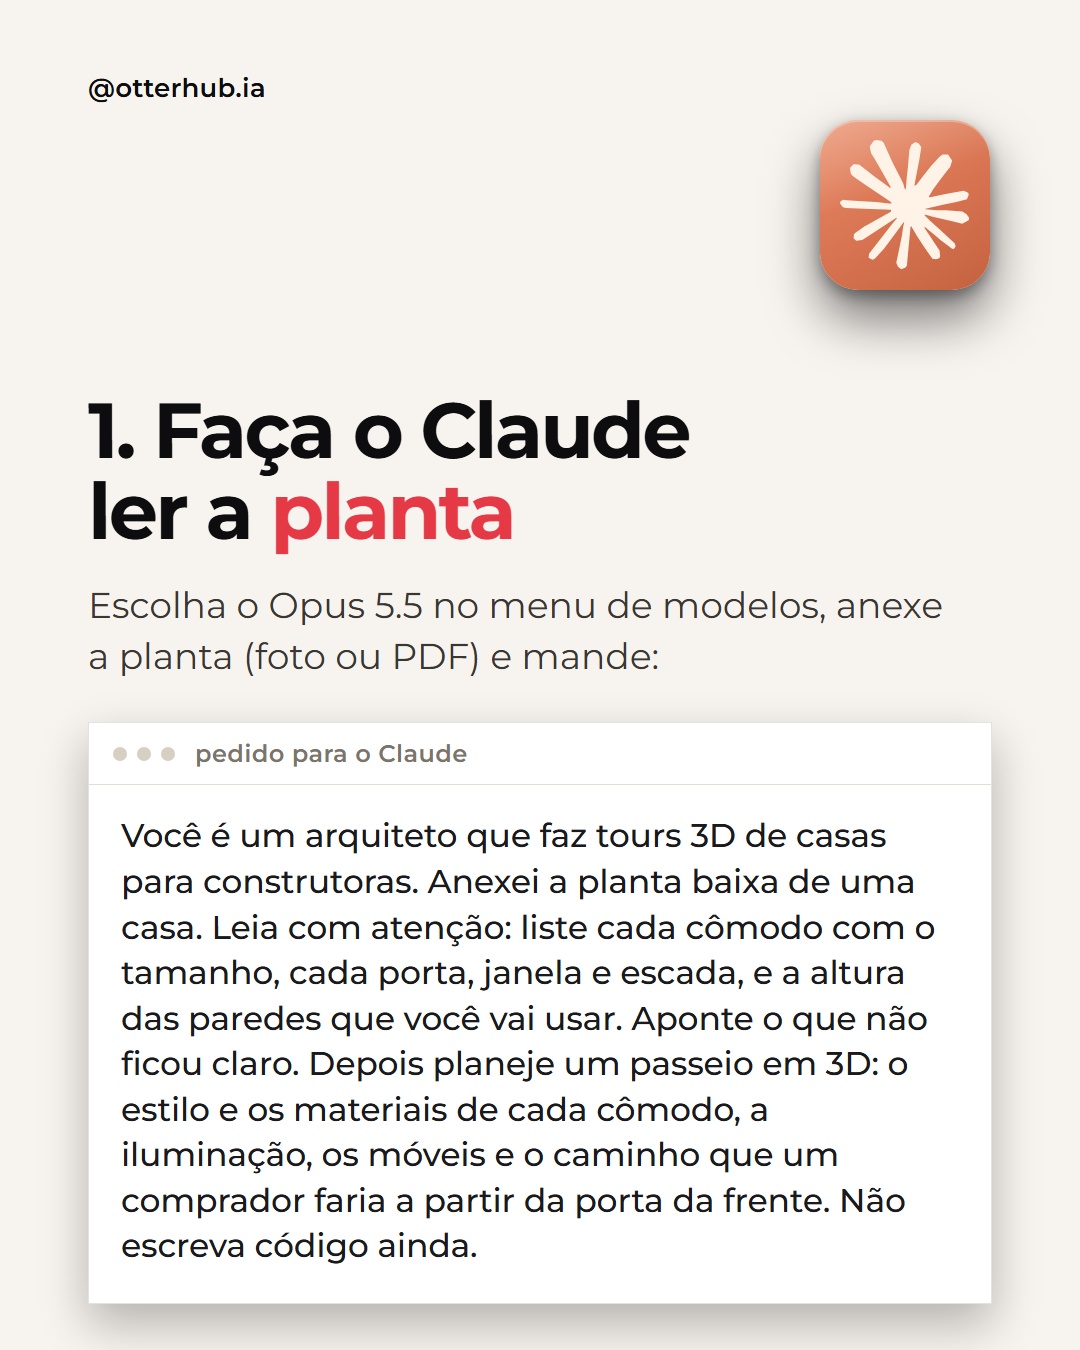 @otterhub.ia
1. Faça o Claude
ler a planta
Escolha o Opus 5.5 no menu de modelos, anexe
a planta (foto ou PDF) e mande:
pedido para o Claude
Você é um arquiteto que faz tours 3D de casas
para construtoras. Anexei a planta baixa de uma
casa. Leia com atenção: liste cada cômodo com o
tamanho, cada porta, janela e escada, e a altura
das paredes que você vai usar. Aponte o que não
ficou claro. Depois planeje um passeio em 3D: o
estilo e os materiais de cada cômodo, a
iluminação, os móveis e o caminho que um
comprador faria a partir da porta da frente. Não
escreva código ainda.